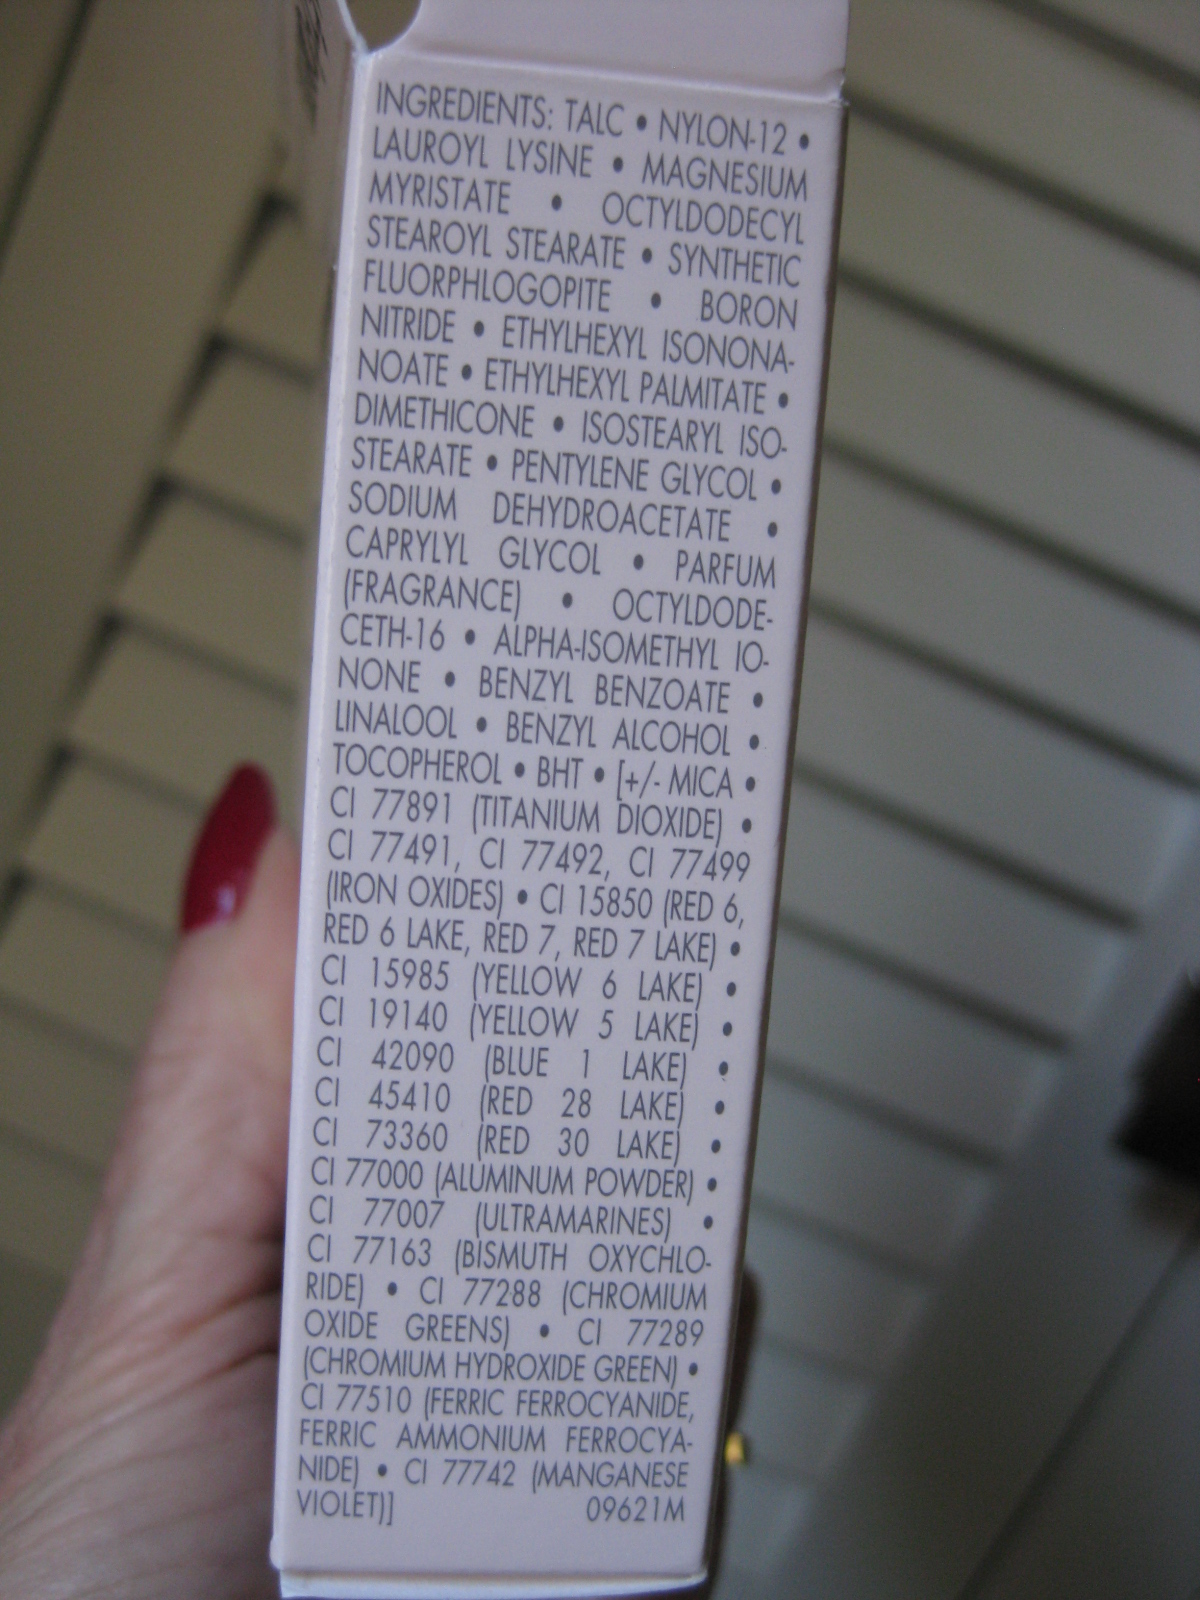 INGREDIENTS: TALC • NYLON-12 •
LAUROYL LYSINE • MAGNESIUM
MYRISTATE • OCTYLDODECYL
STEAROYL STEARATE • SYNTHETIC
FLUORPHLOGOPITE • BORON
NITRIDE • ETHYLHEXYL ISONONA-
NOATE • ETHYLHEXYL PALMITATE •
DIMETHICONE • ISOSTEARYL ISO-
STEARATE • PENTYLENE GLYCOL •
SODIUM DEHYDROACETATE •
CAPRYLYL GLYCOL • PARFUM
(FRAGRANCE) • OCTYLDODE-
CETH-16 • ALPHA-ISOMETHYL IO-
NONE • BENZYL BENZOATE •
LINALOOL • BENZYL ALCOHOL •
TOCOPHEROL • BHT • [+/- MICA •
CI 77891 (TITANIUM DIOXIDE) •
CI 77491, CI 77492, CI 77499
(IRON OXIDES) • CI 15850 (RED 6,
RED 6 LAKE, RED 7, RED 7 LAKE) •
CI 15985 (YELLOW 6 LAKE) •
CI 19140 (YELLOW 5 LAKE) •
CI 42090 (BLUE 1 LAKE) •
CI 45410 (RED 28 LAKE) •
CI 73360 (RED 30 LAKE) •
CI 77000 (ALUMINUM POWDER) •
CI 77007 (ULTRAMARINES) •
CI 77163 (BISMUTH OXYCHLO-
RIDE) • CI 77288 (CHROMIUM
OXIDE GREENS) • CI 77289
(CHROMIUM HYDROXIDE GREEN) •
CI 77510 (FERRIC FERROCYANIDE,
FERRIC AMMONIUM FERROCYA-
NIDE) • CI 77742 (MANGANESE
VIOLET)] 09621M